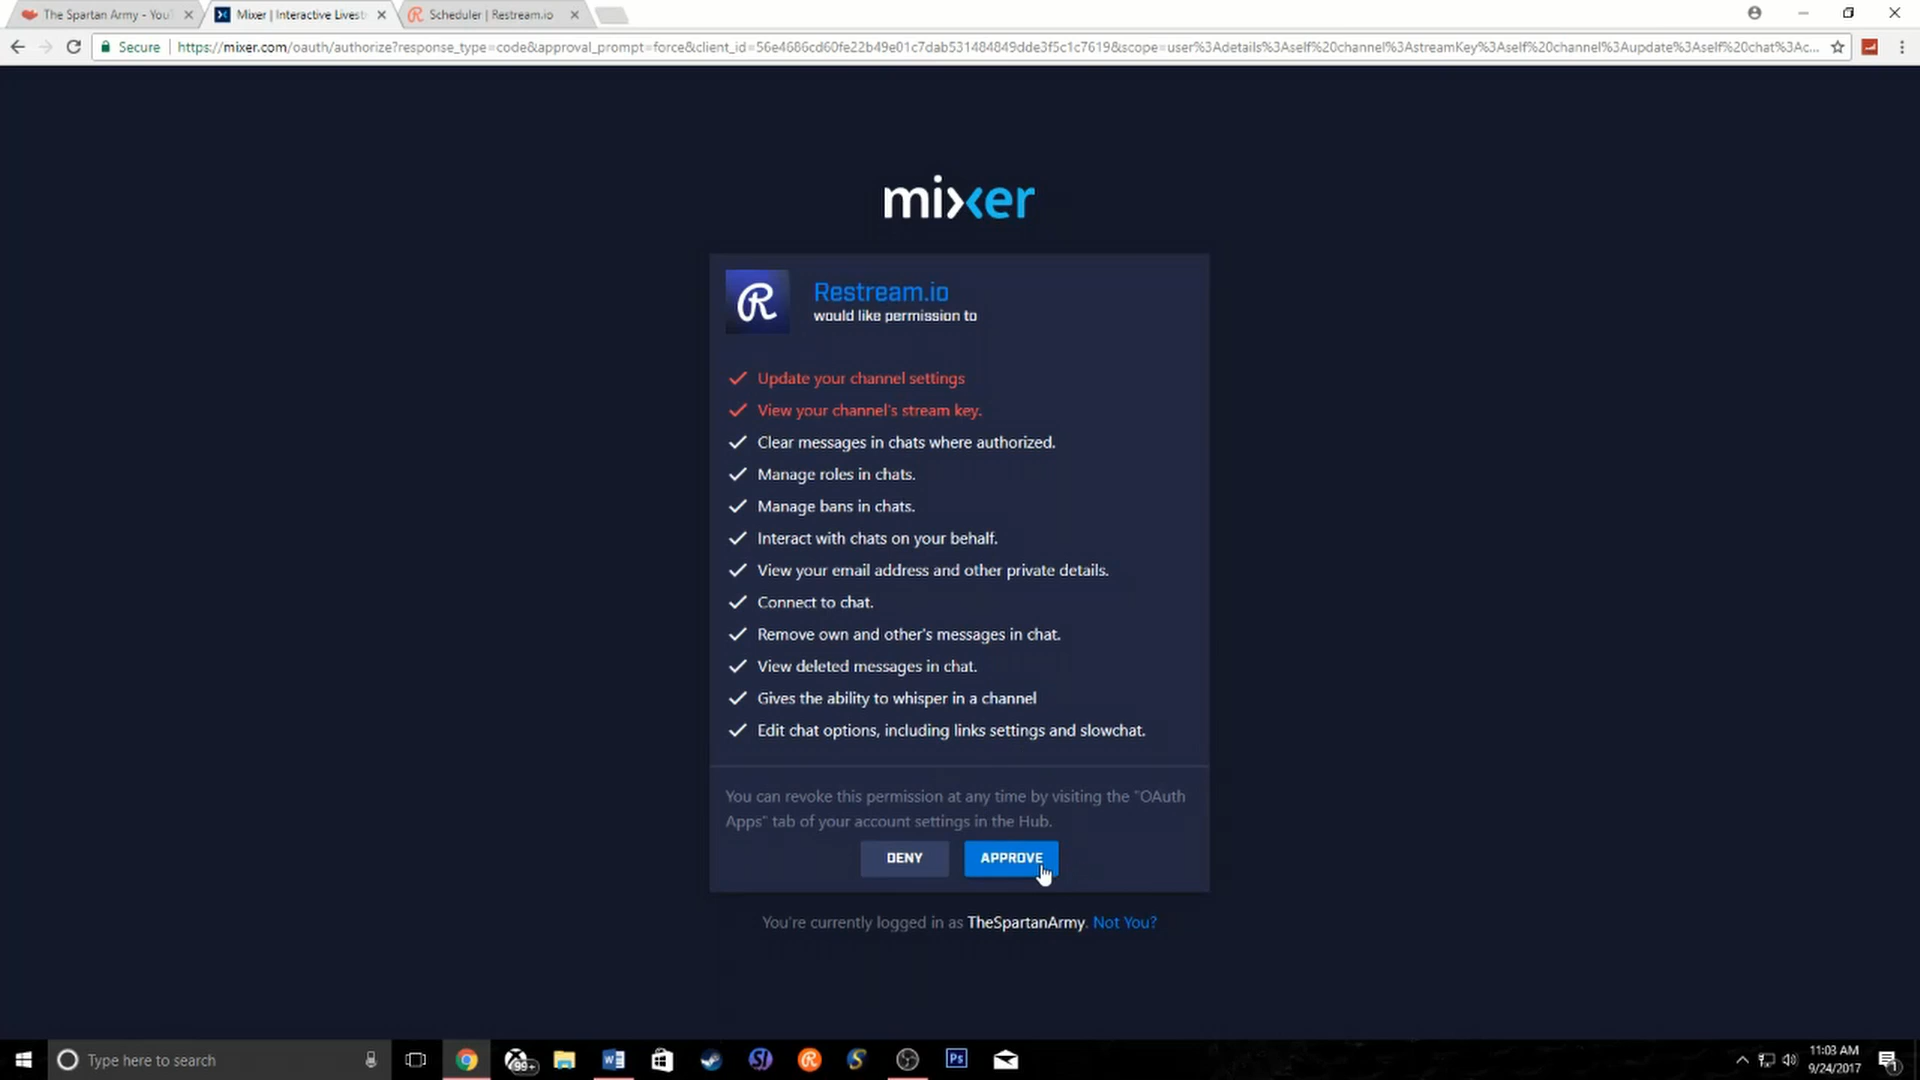 The Spartan Army - You
Mixer | Interactive Livest
Scheduler | Restream.io
Secure
https://mixer.com/oauth/authorize?response_type=code&approval_prompt=force&client_id=56e4686cd60fe22b49e01c7dab531484849dde3f5c1c7619&scope=user%3Adetails%3Aself%20channel%3AstreamKey%3Aself%20channel%3Aupdate%3Aself%20chat%3Ac...
mixer
R
Restream.io
would like permission to
Update your channel settings
View your channel's stream key.
Clear messages in chats where authorized.
Manage roles in chats.
Manage bans in chats.
Interact with chats on your behalf.
View your email address and other private details.
Connect to chat.
Remove own and other's messages in chat.
View deleted messages in chat.
Gives the ability to whisper in a channel
Edit chat options, including links settings and slowchat.
You can revoke this permission at any time by visiting the "OAuth
Apps" tab of your account settings in the Hub.
DENY
APPROVE
You're currently logged in as TheSpartanArmy. Not You?
Type here to search
99+
Ps
11:03 AM
9/24/2017
1